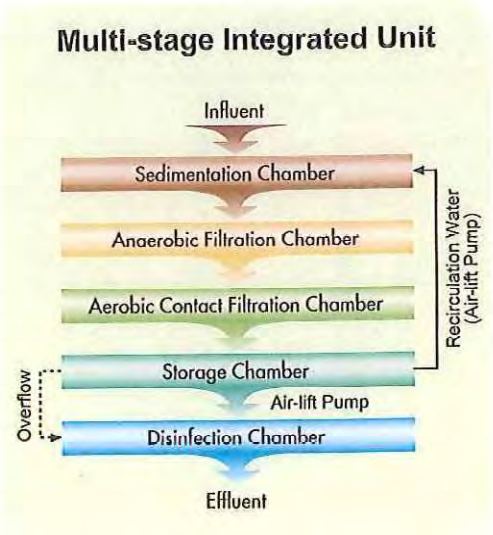 Multi-stage Integrated Unit
Influent
Sedimentation Chamber
Anaerobic Filtration Chamber
Aerobic Contact Filtration Chamber
Storage Chamber
Air-lift Pump
Disinfection Chamber
Effluent
Overflow
Recirculation Water
(Air-lift Pump)